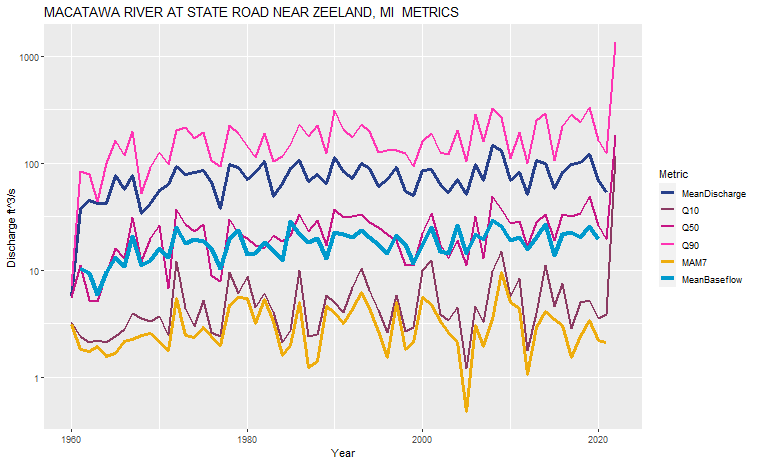 MACATAWA RIVER AT STATE ROAD NEAR ZEELAND, MI  METRICS
Discharge ft^3/s
1000
100
10
1
1960
1980
2000
2020
Year
Metric
MeanDischarge
Q10
Q50
Q90
MAM7
MeanBaseflow